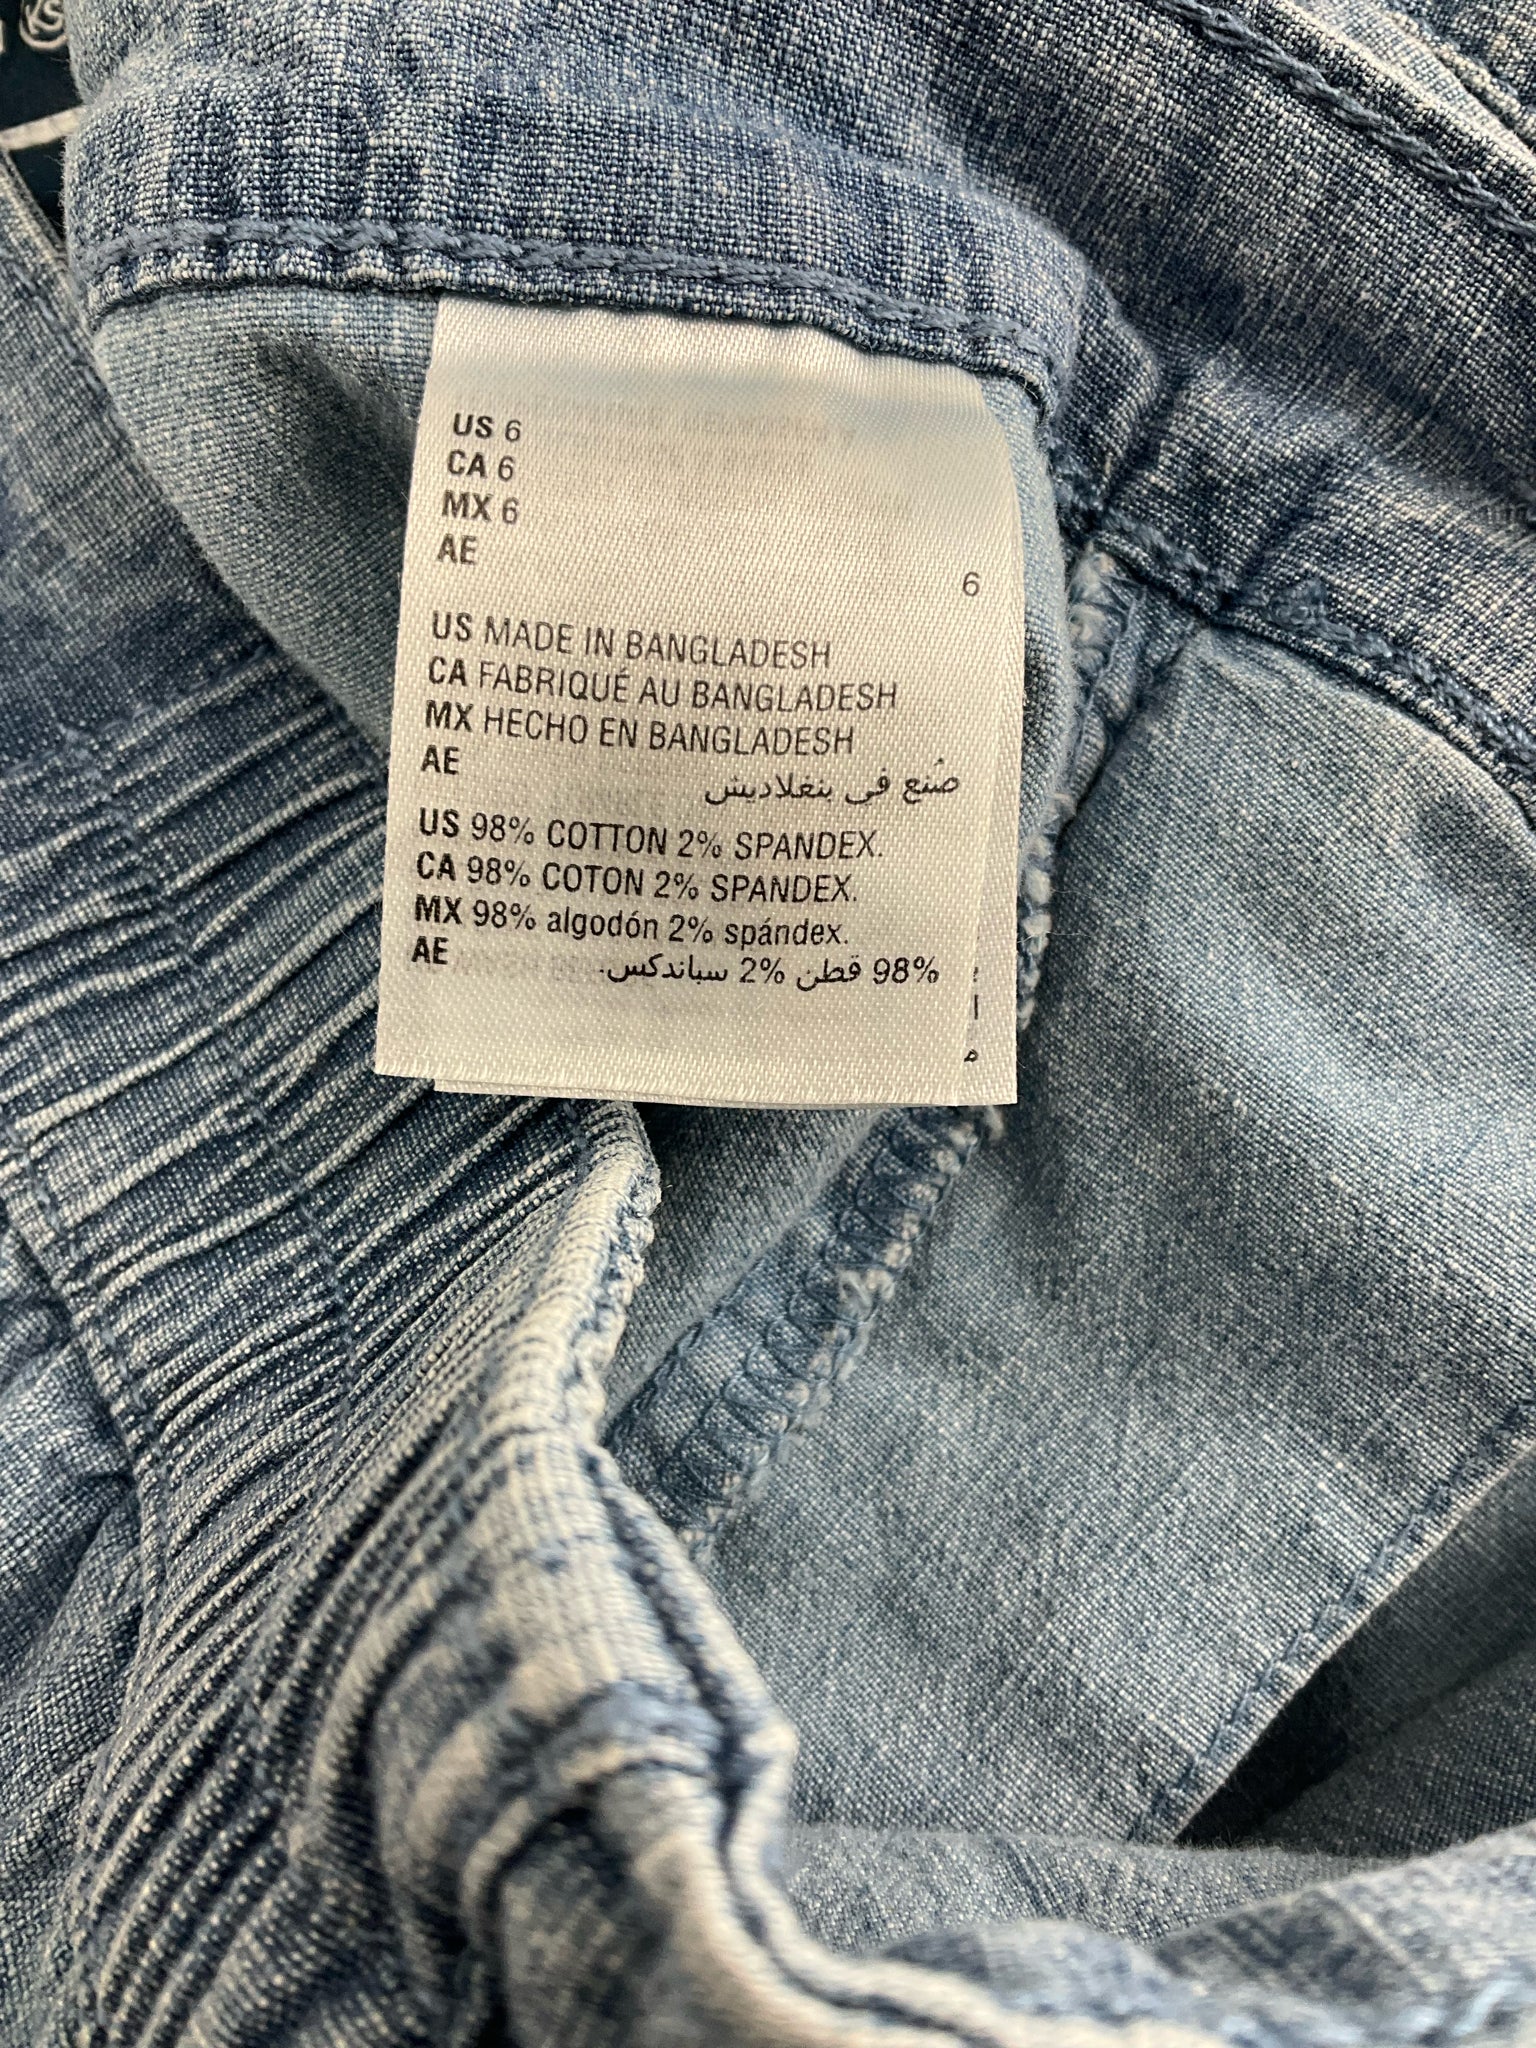 KS
US 6
CA 6
MX 6
AE
6
US MADE IN BANGLADESH
CA FABRIQUÉ AU BANGLADESH
MX HECHO EN BANGLADESH
AE
صُنع في بنغلاديش
US 98% COTTON 2% SPANDEX.
CA 98% COTON 2% SPANDEX.
MX 98% algodón 2% spándex.
AE
98% قطن 2% سباندكس.